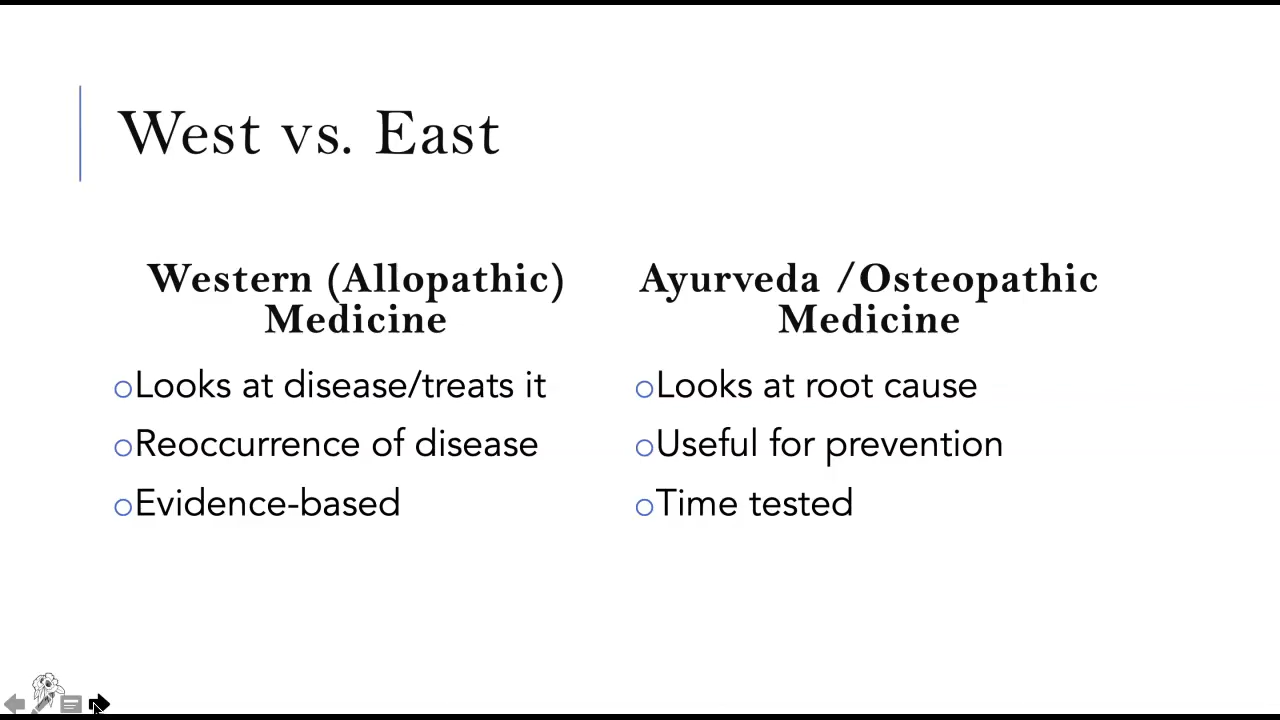 West vs. East
Western (Allopathic)
Medicine
Looks at disease/treats it
Reoccurrence of disease
Evidence-based
Ayurveda /Osteopathic
Medicine
Looks at root cause
Useful for prevention
Time tested